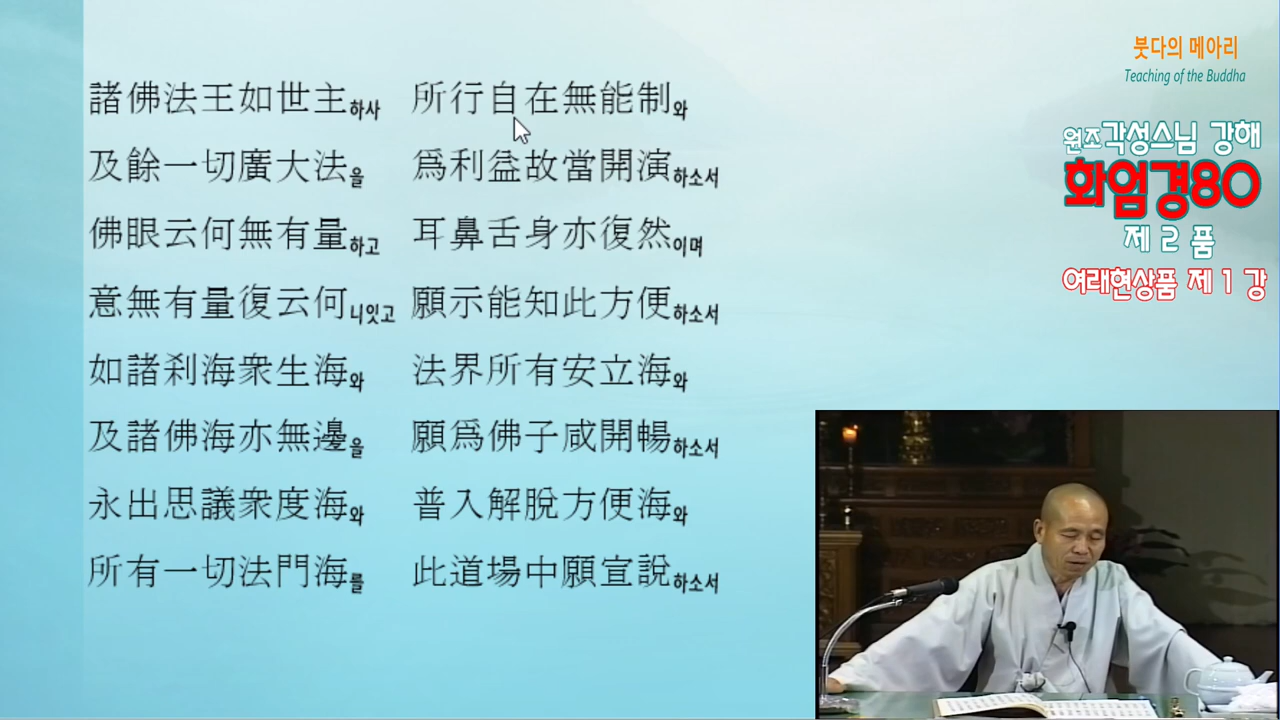 諸佛法王如世主하사 所行自在無能制와
及餘一切廣大法을 爲利益故當開演하소서
佛眼云何無有量하고 耳鼻舌身亦復然이며
意無有量復云何니잇고 願示能知此方便하소서
如諸刹海衆生海와 法界所有安立海와
及諸佛海亦無邊을 願爲佛子咸開暢하소서
永出思議衆度海와 普入解脫方便海와
所有一切法門海를 此道場中願宣說하소서
붓다의 메아리
Teaching of the Buddha
원조각성스님 강해
화엄경80
제 2 품
여래현상품 제 1 강